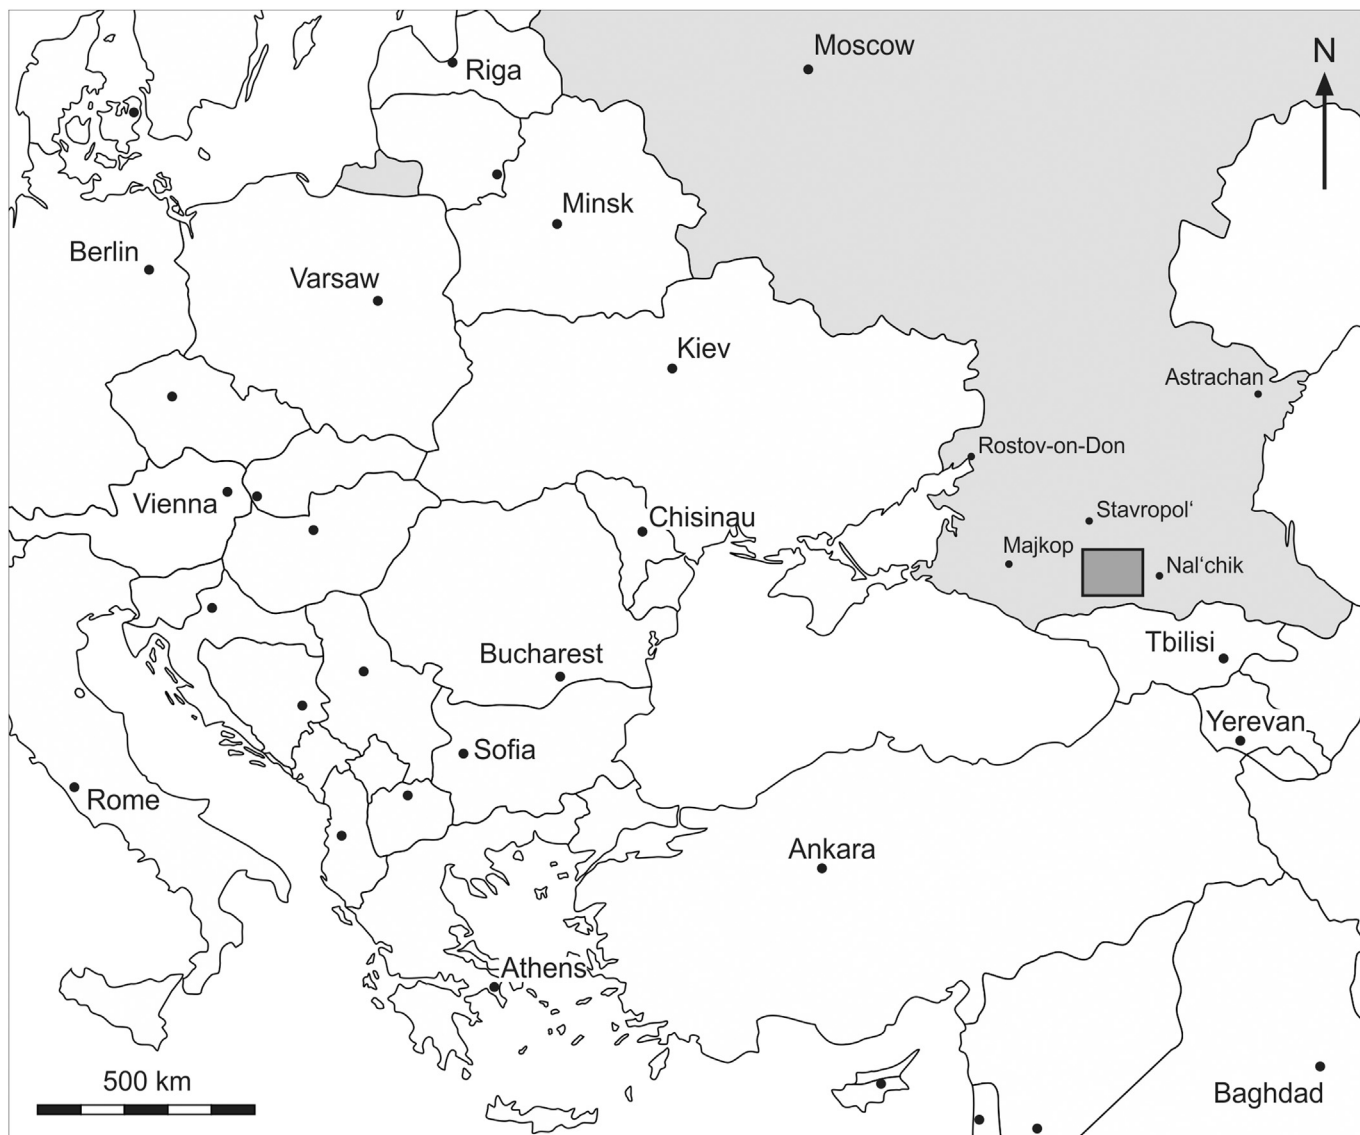 Moscow
N
Riga
Minsk
Berlin
Varsaw
Kiev
Astrachan
Rostov-on-Don
Vienna
Stavropol‘
Chisinau
Majkop
Nal‘chik
Tbilisi
Bucharest
Yerevan
Sofia
Rome
Ankara
Athens
500 km
Baghdad